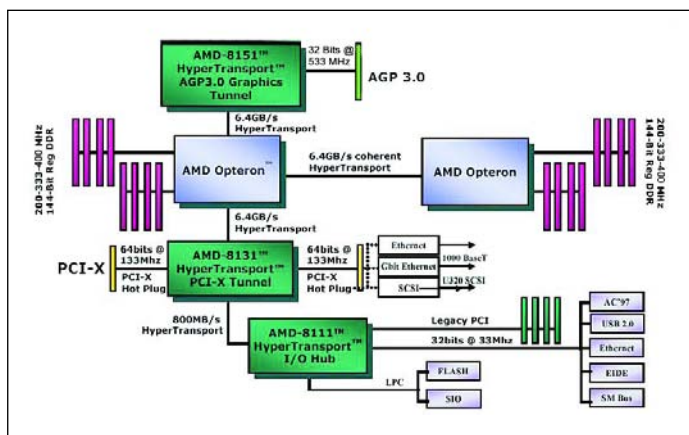 AMD-8151™
HyperTransport™
AGP3.0 Graphics
Tunnel
32 Bits @
533 MHz
AGP 3.0
6.4GB/s
HyperTransport
200-333-400 MHz
144-Bit Reg DDR
AMD Opteron™
6.4GB/s coherent
HyperTransport
AMD Opteron
200-333-400 MHz
144-Bit Reg DDR
6.4GB/s
HyperTransport
PCI-X
64bits @
133Mhz
PCI-X
Hot Plug
AMD-8131™
HyperTransport™
PCI-X Tunnel
64bits @
133Mhz
PCI-X
Hot Plug
Ethernet
1000 BaseT
Gbit Ethernet
SCSI
SCSI
800MB/s
HyperTransport
AMD-8111™
HyperTransport™
I/O Hub
Legacy PCI
32bits @ 33Mhz
AC'97
USB 2.0
Ethernet
EIDE
SM Bus
LPC
FLASH
SIO